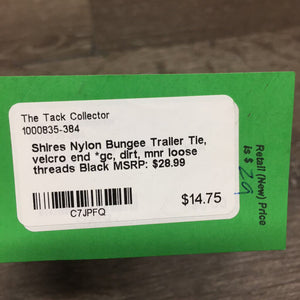 The Tack Collector
1000835-384
Shires Nylon Bungee Trailer Tie,
velcro end *gc, dirt, mnr loose
threads Black MSRP: $28.99
C7JPFQ
$14.75
Retail (New) Price
is $ 29